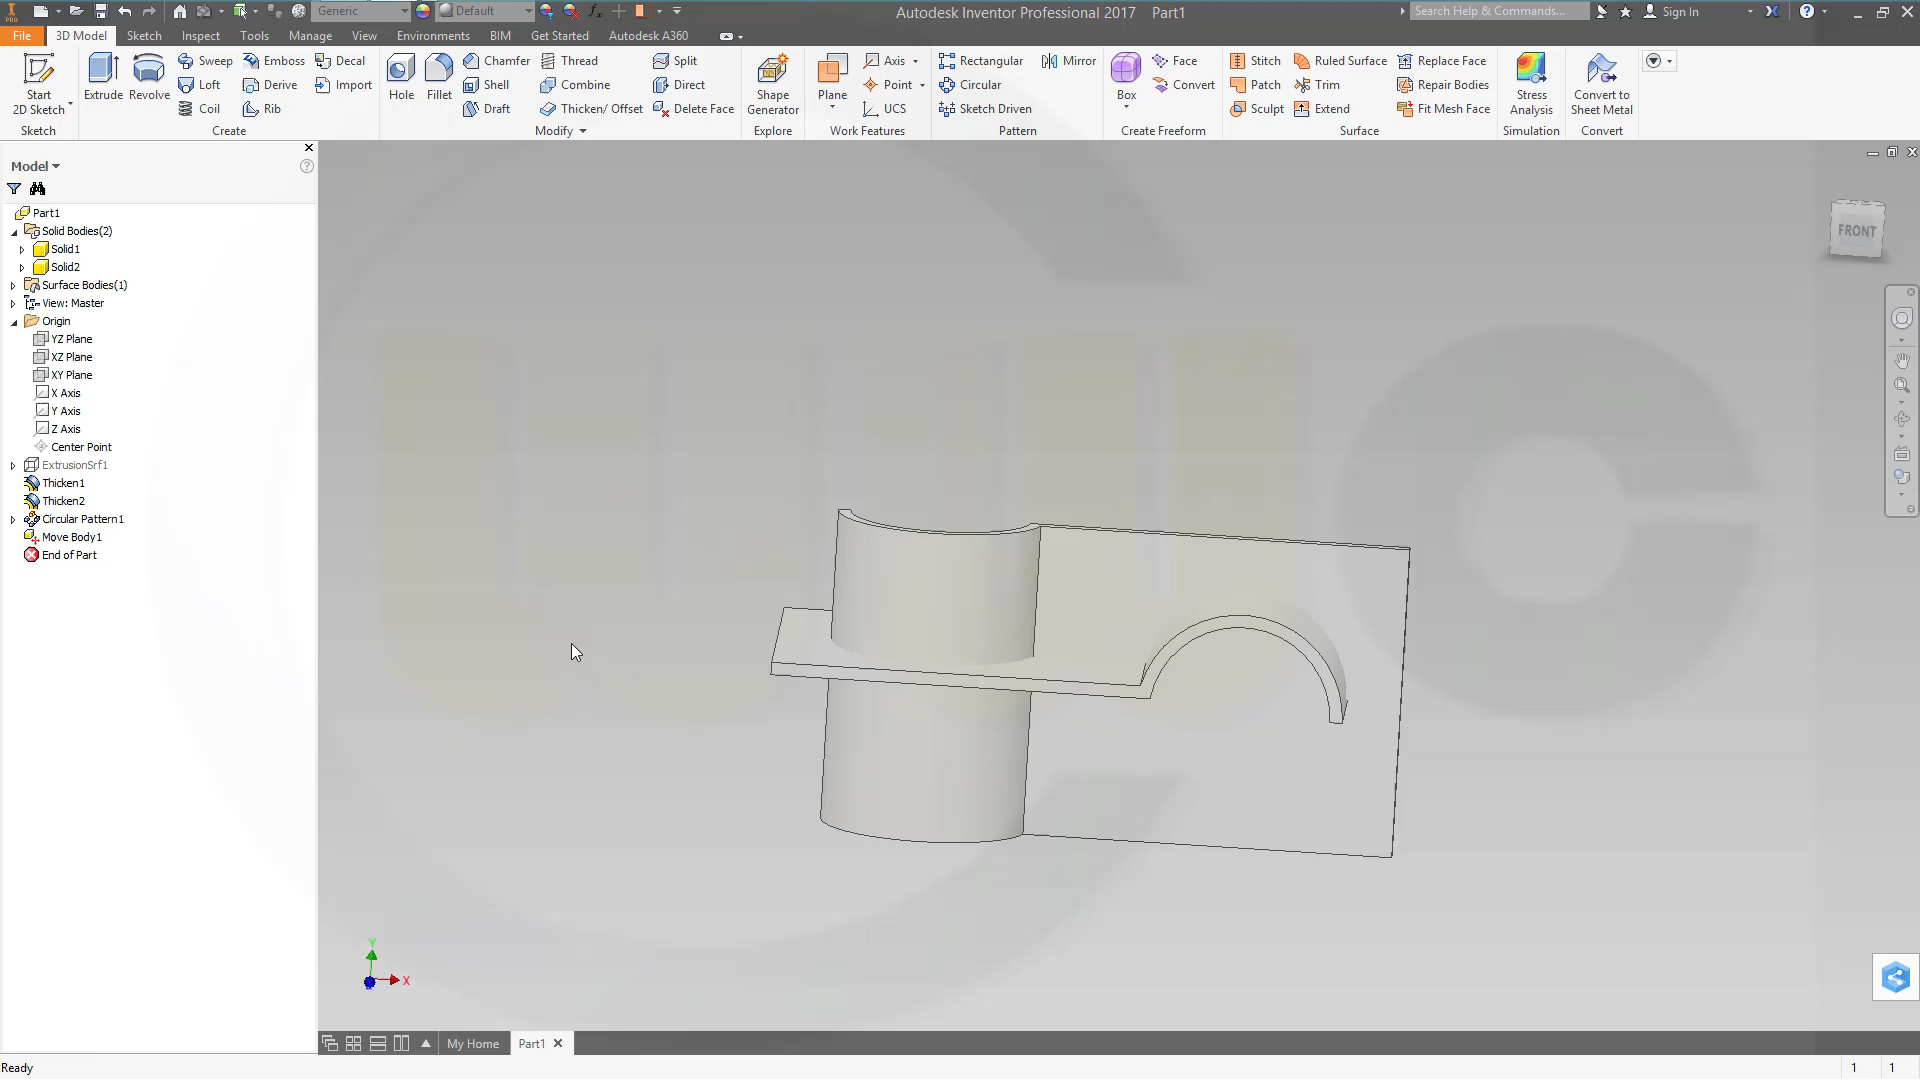 PRO
Generic
Default
fx
Autodesk Inventor Professional 2017 Part1
Search Help & Commands...
Sign In
File
3D Model
Sketch
Inspect
Tools
Manage
View
Environments
BIM
Get Started
Autodesk A360
Start
2D Sketch
Sketch
Extrude
Revolve
Sweep
Loft
Coil
Emboss
Derive
Rib
Decal
Import
Create
Hole
Fillet
Chamfer
Shell
Draft
Thread
Combine
Thicken/ Offset
Split
Direct
Delete Face
Modify
Shape
Generator
Explore
Plane
Axis
Point
UCS
Work Features
Rectangular
Circular
Sketch Driven
Mirror
Pattern
Box
Face
Convert
Create Freeform
Stitch
Patch
Sculpt
Ruled Surface
Trim
Extend
Replace Face
Repair Bodies
Fit Mesh Face
Surface
Stress
Analysis
Simulation
Convert to
Sheet Metal
Convert
Model
Part1
Solid Bodies(2)
Solid1
Solid2
Surface Bodies(1)
View: Master
Origin
YZ Plane
XZ Plane
XY Plane
X Axis
Y Axis
Z Axis
Center Point
ExtrusionSrf1
Thicken1
Thicken2
Circular Pattern1
Move Body1
End of Part
FRONT
Y
X
My Home
Part1
Ready
1
1